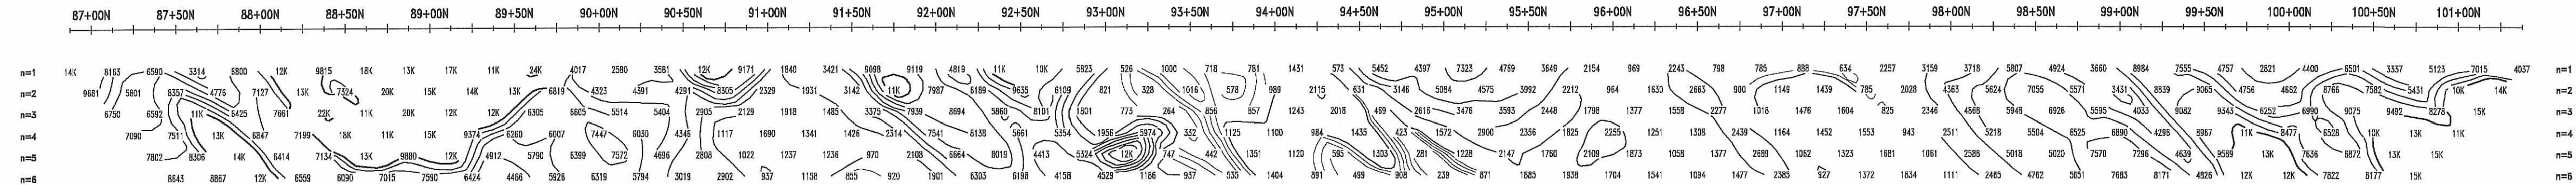 87+00N 87+50N 88+00N 88+50N 89+00N 89+50N 90+00N 90+50N 91+00N 91+50N 92+00N 92+50N 93+00N 93+50N 94+00N 94+50N 95+00N 95+50N 96+00N 96+50N 97+00N 97+50N 98+00N 98+50N 99+00N 99+50N 100+00N 100+50N 101+00N
n=1 14K 8163 6590 3314 6800 12K 9815 18K 13K 17K 11K 24K 4017 2580 3581 12K 9171 1840 3421 9098 9119 4819 11K 10K 5823 526 1000 718 781 1431 573 5452 4397 7323 4769 3649 2154 969 2243 798 785 888 634 2257 3159 3718 5807 4924 3660 8984 7555 4757 2821 4400 6501 3337 5123 7015 4037 n=1
n=2 9681 5801 8357 4776 7127 13K 7324 20K 15K 14K 13K 6819 4323 4391 4291 8305 2329 1931 3142 11K 7987 6189 9635 6109 821 328 1016 578 989 2115 631 3146 5084 4575 3992 2212 964 1630 2663 900 1149 1439 785 2028 4363 5624 7055 5571 3431 8639 9065 4756 4662 8766 7582 5431 10K 14K n=2
n=3 6750 6592 11K 8425 7661 22K 11K 20K 12K 12K 6305 6605 5514 5404 2905 2129 1918 1485 3375 7939 8694 5860 8101 1801 773 264 856 957 1243 2018 469 2616 3476 3593 2448 1798 1377 1558 2277 1018 1476 1604 825 2346 4868 5948 6926 5595 4033 9082 9343 6252 6990 9075 9492 8278 15K n=3
n=4 7090 7511 13K 6847 7199 18K 11K 15K 9374 6260 6007 7447 6030 4346 1117 1690 1341 1426 2314 7541 8138 5661 5354 1956 5974 332 1125 1100 984 1435 423 1572 2900 2356 1825 2255 1251 1308 2439 1164 1452 1553 943 2511 5218 5504 6525 6890 4296 8967 11K 8477 6528 10K 13K 11K n=4
n=5 7802 8306 14K 8414 7134 13K 9880 12K 4912 5790 6399 7572 4696 2808 1022 1237 1236 970 2108 6664 8019 4413 5324 12K 747 442 1351 1120 595 1303 281 1228 2147 1760 2109 1873 1058 1377 2689 1062 1323 1681 1061 2586 5018 5020 7570 7296 4639 9569 13K 7636 6872 13K 15K n=5
n=6 8643 8867 12K 6559 6090 7015 7590 6424 4466 5926 6319 5794 3019 2902 937 1158 855 920 1901 6303 6198 4158 4529 1186 937 535 1404 891 499 908 239 871 1885 1938 1704 1541 1094 1477 2385 927 1372 1834 1111 2465 4762 5651 7683 8171 4826 12K 12K 7822 8177 15K n=6